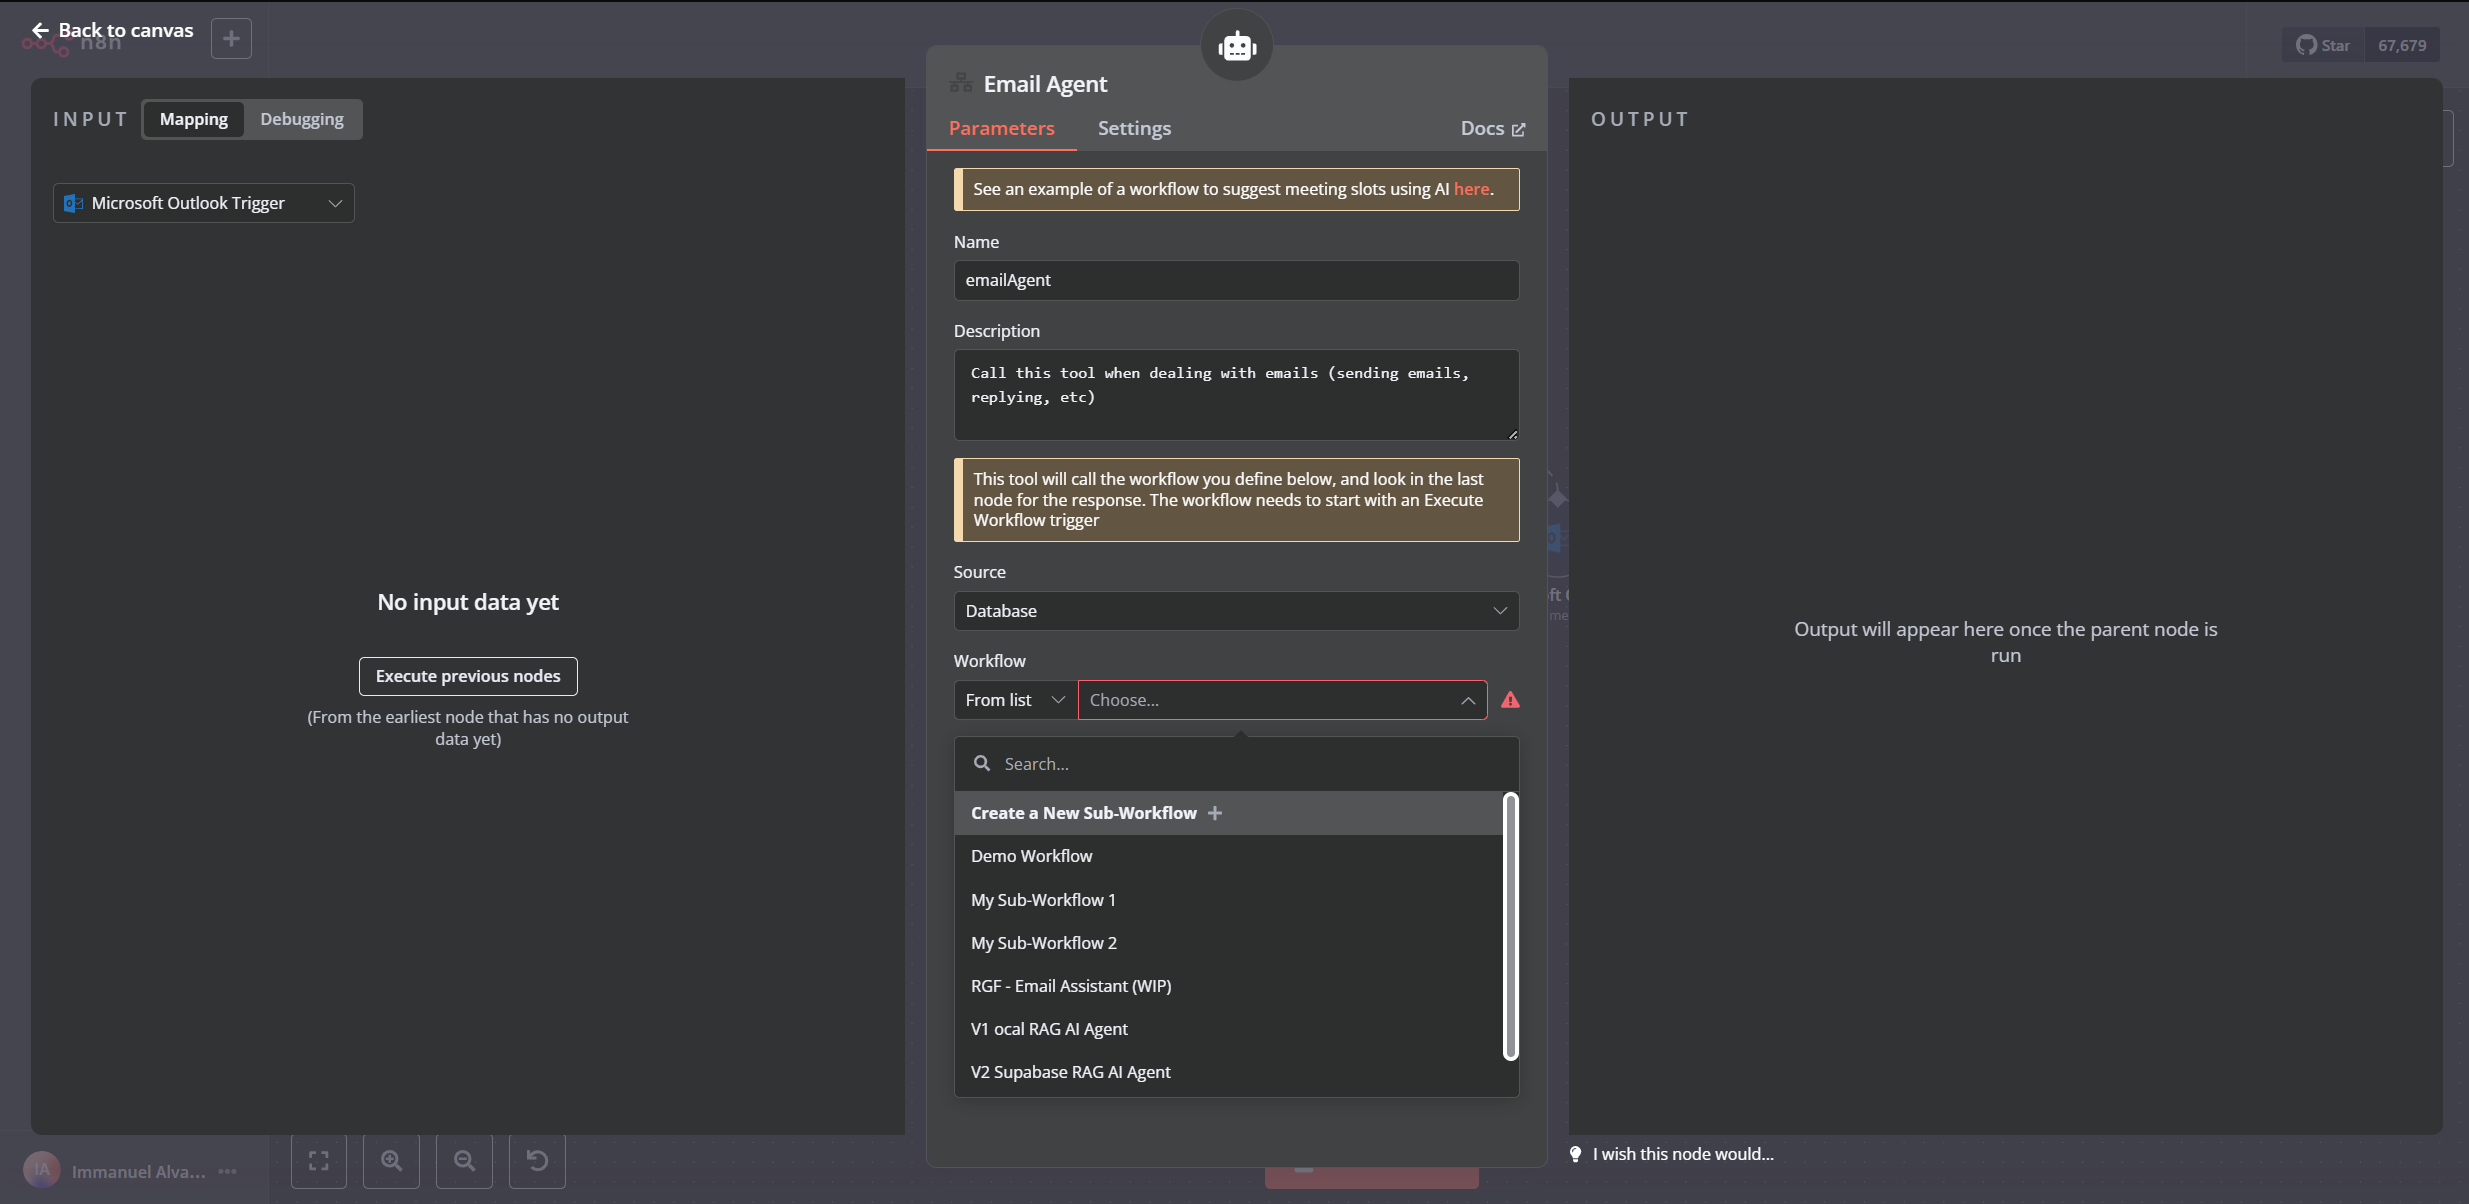 Back to canvas
n8n
Star 67,679
INPUT
Mapping Debugging
Microsoft Outlook Trigger
No input data yet
Execute previous nodes
(From the earliest node that has no output
data yet)
Email Agent
Parameters Settings Docs
See an example of a workflow to suggest meeting slots using AI here.
Name
emailAgent
Description
Call this tool when dealing with emails (sending emails,
replying, etc)
This tool will call the workflow you define below, and look in the last
node for the response. The workflow needs to start with an Execute
Workflow trigger
Source
Database
Workflow
From list Choose...
Search...
Create a New Sub-Workflow
Demo Workflow
My Sub-Workflow 1
My Sub-Workflow 2
RGF - Email Assistant (WIP)
V1 ocal RAG AI Agent
V2 Supabase RAG AI Agent
OUTPUT
Output will appear here once the parent node is
run
I wish this node would...
IA Immanuel Alva...